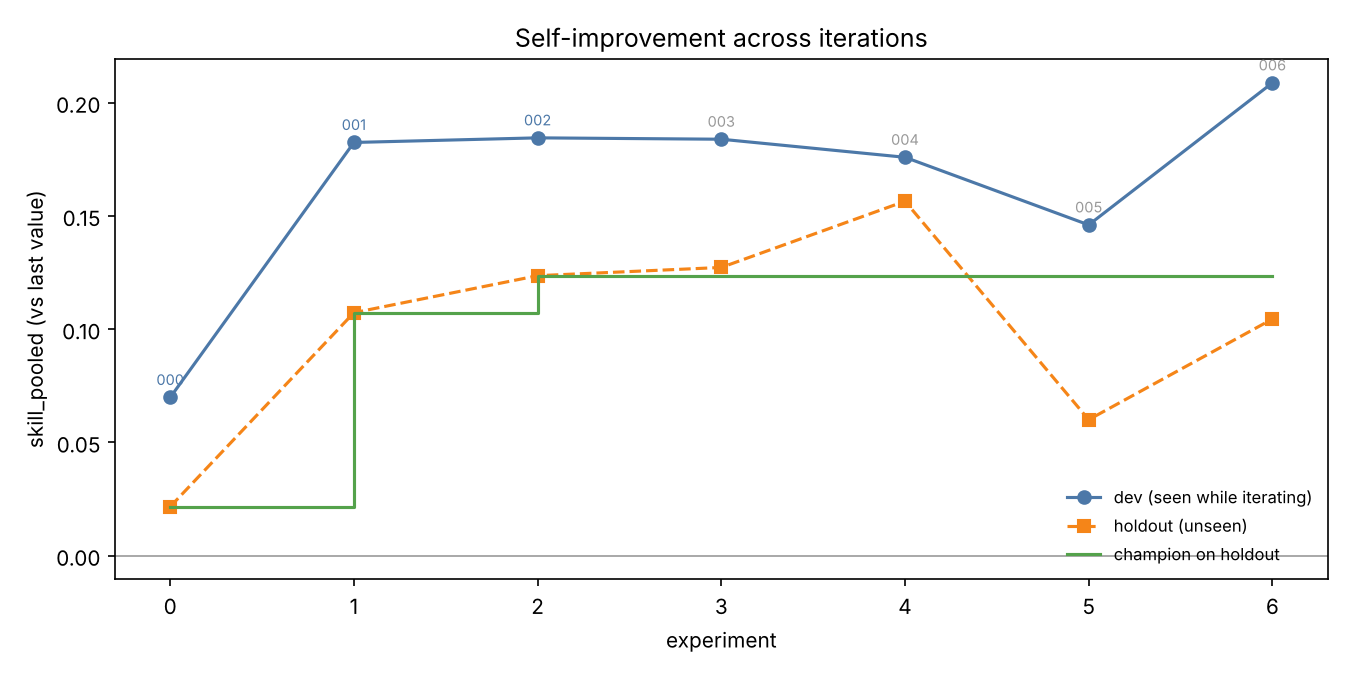 Self-improvement across iterations
skill_pooled (vs last value)
0.20
0.15
0.10
0.05
0.00
000
001
002
003
004
005
006
dev (seen while iterating)
holdout (unseen)
champion on holdout
0 1 2 3 4 5 6
experiment